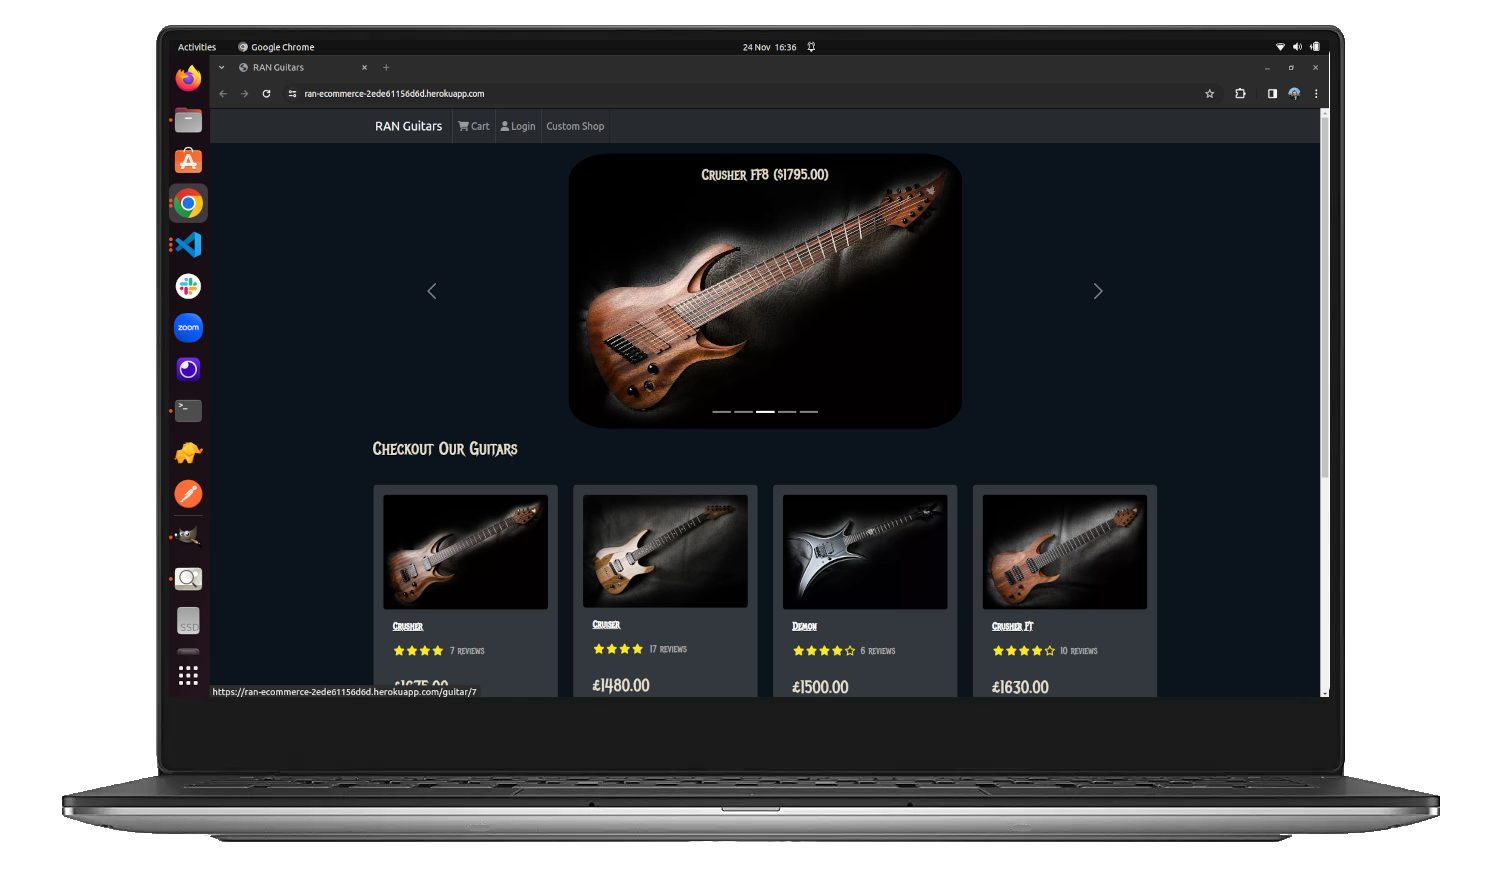 Activities Google Chrome 24 Nov 16:36
RAN Guitars
ran-ecommerce-2ede61156d6d.herokuapp.com
RAN Guitars Cart Login Custom Shop
Crusher FF8 ($1795.00)
Checkout Our Guitars
zoom
SSD
Crusher
7 reviews
£1675.00
Cruiser
17 reviews
£1480.00
Demon
6 reviews
£1500.00
Crusher FT
10 reviews
£1630.00
https://ran-ecommerce-2ede61156d6d.herokuapp.com/guitar/7